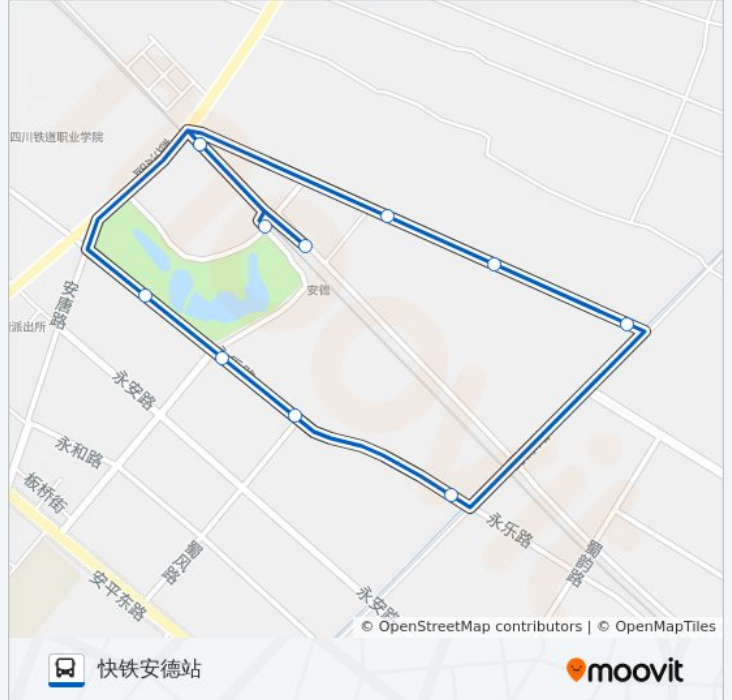 四川铁道职业学院
安德
安唐路
派出所
永安路
永和路
板桥街
蜀风路
安平东路
永乐路
蜀韵路
永安路
© OpenStreetMap contributors | © OpenMapTiles
快铁安德站
moovit